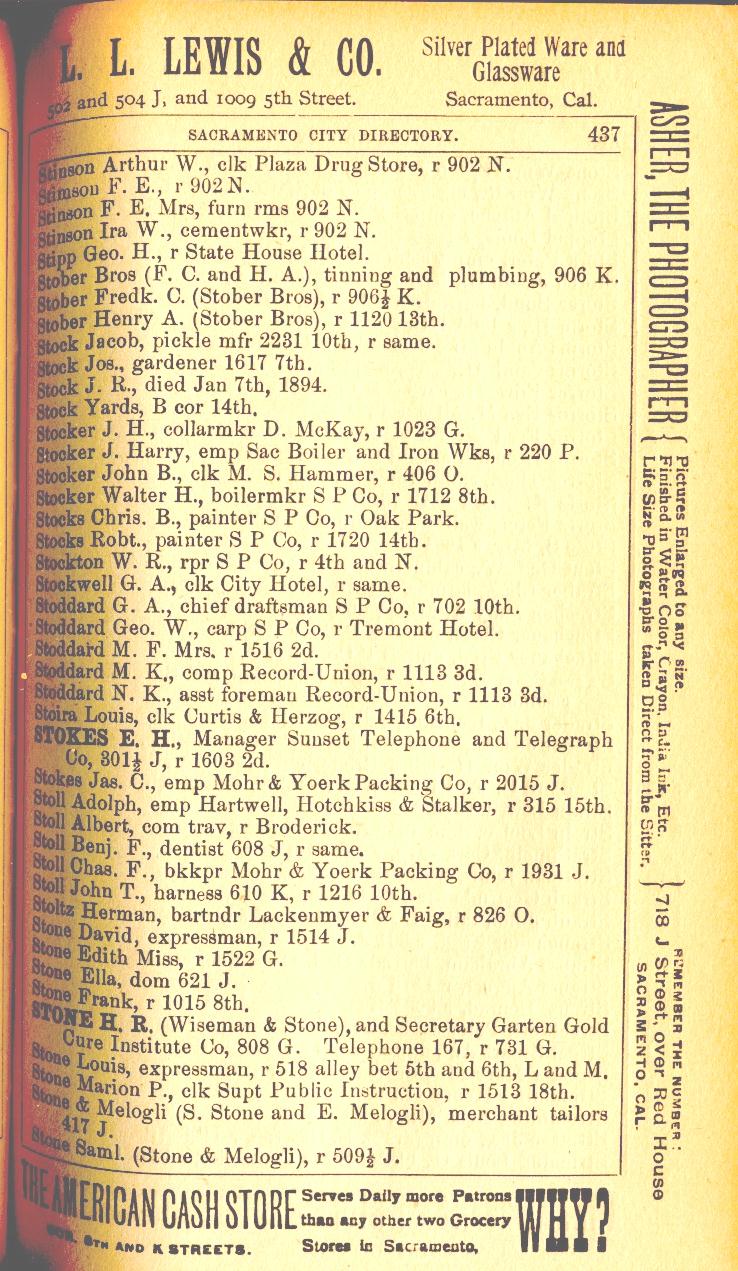 L. L. LEWIS & CO.
Silver Plated Ware and
Glassware
502 and 504 J, and 1009 5th Street.
Sacramento, Cal.
SACRAMENTO CITY DIRECTORY. 437
Stinson Arthur W., clk Plaza Drug Store, r 902 N.
Stimson F. E., r 902 N.
Stinson F. E. Mrs, furn rms 902 N.
Stinson Ira W., cementwkr, r 902 N.
Stipp Geo. H., r State House Hotel.
Stober Bros (F. C. and H. A.), tinning and plumbing, 906 K.
Stober Fredk. C. (Stober Bros), r 906½ K.
Stober Henry A. (Stober Bros), r 1120 13th.
Stock Jacob, pickle mfr 2231 10th, r same.
Stock Jos., gardener 1617 7th.
Stock J. R., died Jan 7th, 1894.
Stock Yards, B cor 14th.
Stocker J. H., collarmkr D. McKay, r 1023 G.
Stocker J. Harry, emp Sac Boiler and Iron Wks, r 220 P.
Stocker John B., clk M. S. Hammer, r 406 O.
Stocker Walter H., boilermkr S P Co, r 1712 8th.
Stocks Chris. B., painter S P Co, r Oak Park.
Stocks Robt., painter S P Co, r 1720 14th.
Stockton W. R., rpr S P Co, r 4th and N.
Stockwell G. A., clk City Hotel, r same.
Stoddard G. A., chief draftsman S P Co, r 702 10th.
Stoddard Geo. W., carp S P Co, r Tremont Hotel.
Stoddard M. F. Mrs. r 1516 2d.
Stoddard M. K., comp Record-Union, r 1113 3d.
Stoddard N. K., asst foreman Record-Union, r 1113 3d.
Stoira Louis, clk Curtis & Herzog, r 1415 6th.
STOKES E. H., Manager Sunset Telephone and Telegraph
Co, 301½ J, r 1603 2d.
Stokes Jas. C., emp Mohr & Yoerk Packing Co, r 2015 J.
Stoll Adolph, emp Hartwell, Hotchkiss & Stalker, r 315 15th.
Stoll Albert, com trav, r Broderick.
Stoll Benj. F., dentist 608 J, r same.
Stoll Chas. F., bkkpr Mohr & Yoerk Packing Co, r 1931 J.
Stoll John T., harness 610 K, r 1216 10th.
Stoltz Herman, bartndr Lackenmyer & Faig, r 826 O.
Stone David, expressman, r 1514 J.
Stone Edith Miss, r 1522 G.
Stone Ella, dom 621 J.
Stone Frank, r 1015 8th.
STONE H. R. (Wiseman & Stone), and Secretary Garten Gold
Cure Institute Co, 808 G. Telephone 167, r 731 G.
Stone Louis, expressman, r 518 alley bet 5th and 6th, L and M.
Stone Marion P., clk Supt Public Instruction, r 1513 18th.
Stone & Melogli (S. Stone and E. Melogli), merchant tailors
417 J.
Stone Saml. (Stone & Melogli), r 509½ J.
ASHER, THE PHOTOGRAPHER
Pictures Enlarged to any size.
Finished in Water Color, Crayon, India Ink, Etc.
Life Size Photographs taken Direct from the Sitter.
REMEMBER THE NUMBER:
718 J Street, over Red House
SACRAMENTO, CAL.
THE AMERICAN CASH STORE
COR. 8TH AND K STREETS.
Serves Daily more Patrons
than any other two Grocery
Stores in Sacramento,
WHY?